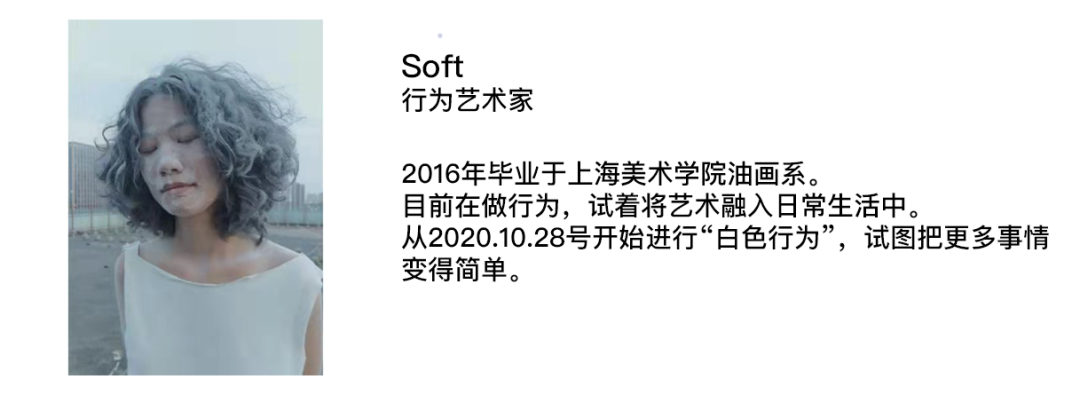 Soft
行为艺术家
2016年毕业于上海美术学院油画系。
目前在做行为，试着将艺术融入日常生活中。
从2020.10.28号开始进行“白色行为”，试图把更多事情
变得简单。